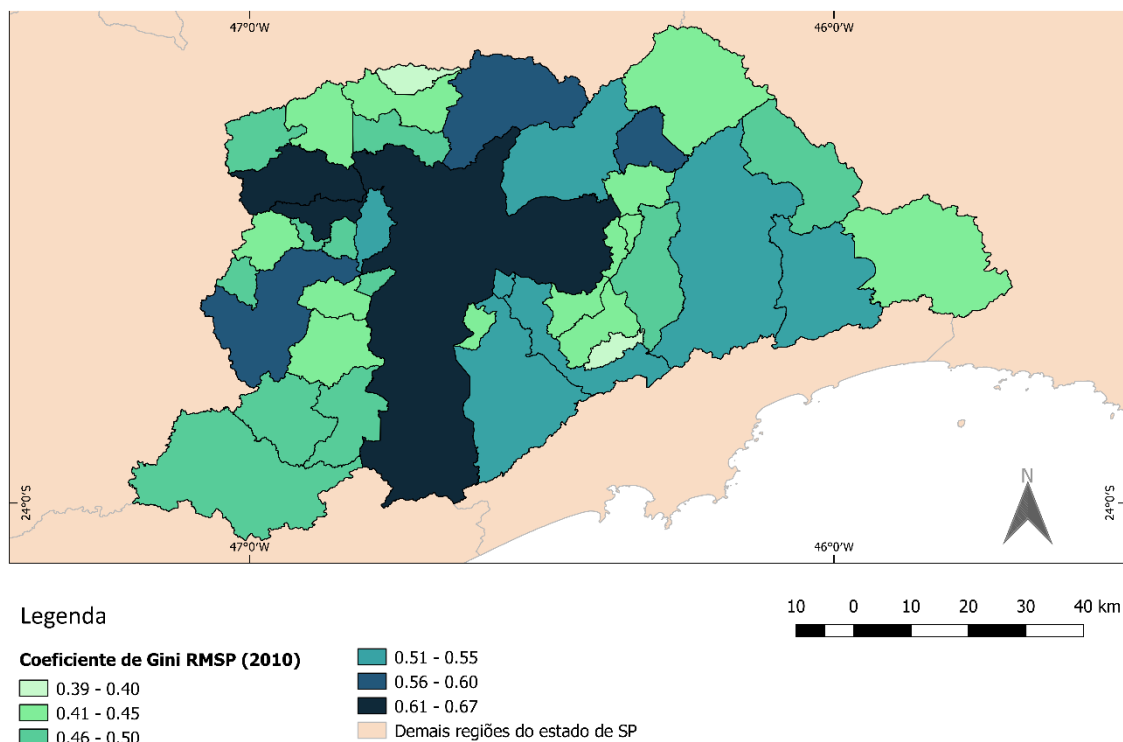 47°0'W 46°0'W
24°0'S 24°0'S
N
47°0'W 46°0'W
Legenda
10 0 10 20 30 40 km
Coeficiente de Gini RMSP (2010)
0.39 - 0.40
0.41 - 0.45
0.46 - 0.50
0.51 - 0.55
0.56 - 0.60
0.61 - 0.67
Demais regiões do estado de SP